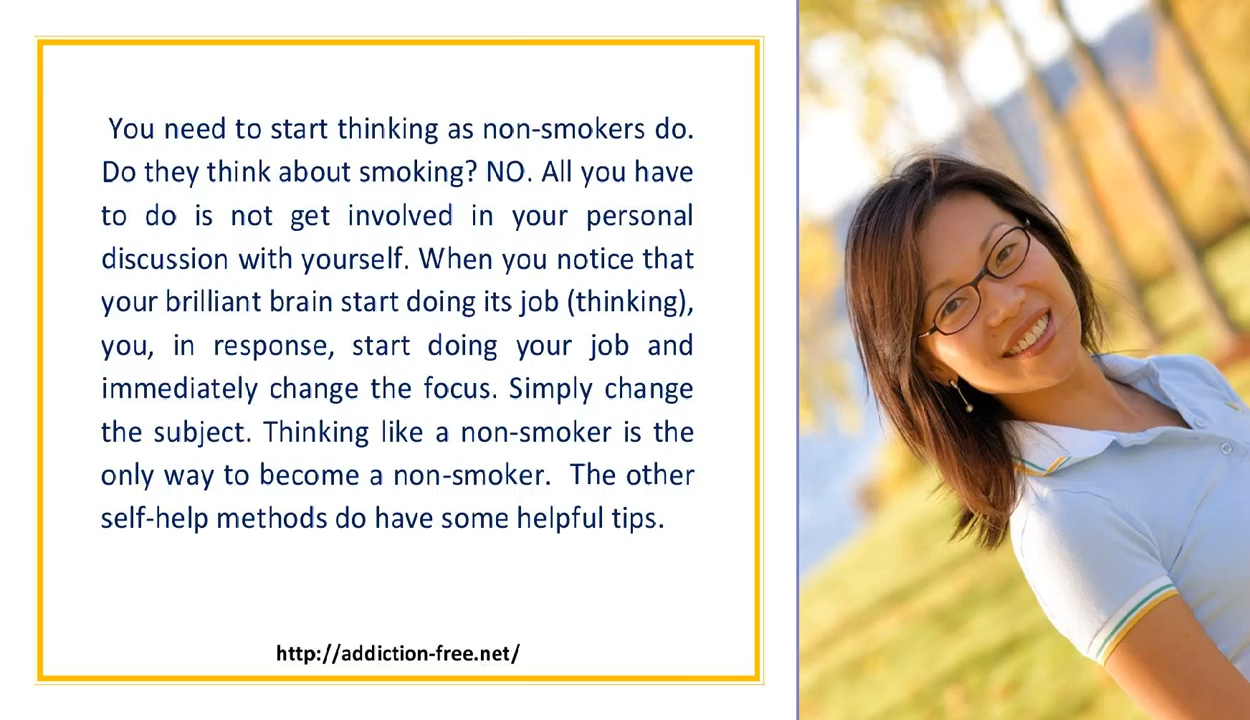 You need to start thinking as non-smokers do.
Do they think about smoking? NO. All you have
to do is not get involved in your personal
discussion with yourself. When you notice that
your brilliant brain start doing its job (thinking),
you, in response, start doing your job and
immediately change the focus. Simply change
the subject. Thinking like a non-smoker is the
only way to become a non-smoker.  The other
self-help methods do have some helpful tips.
http://addiction-free.net/